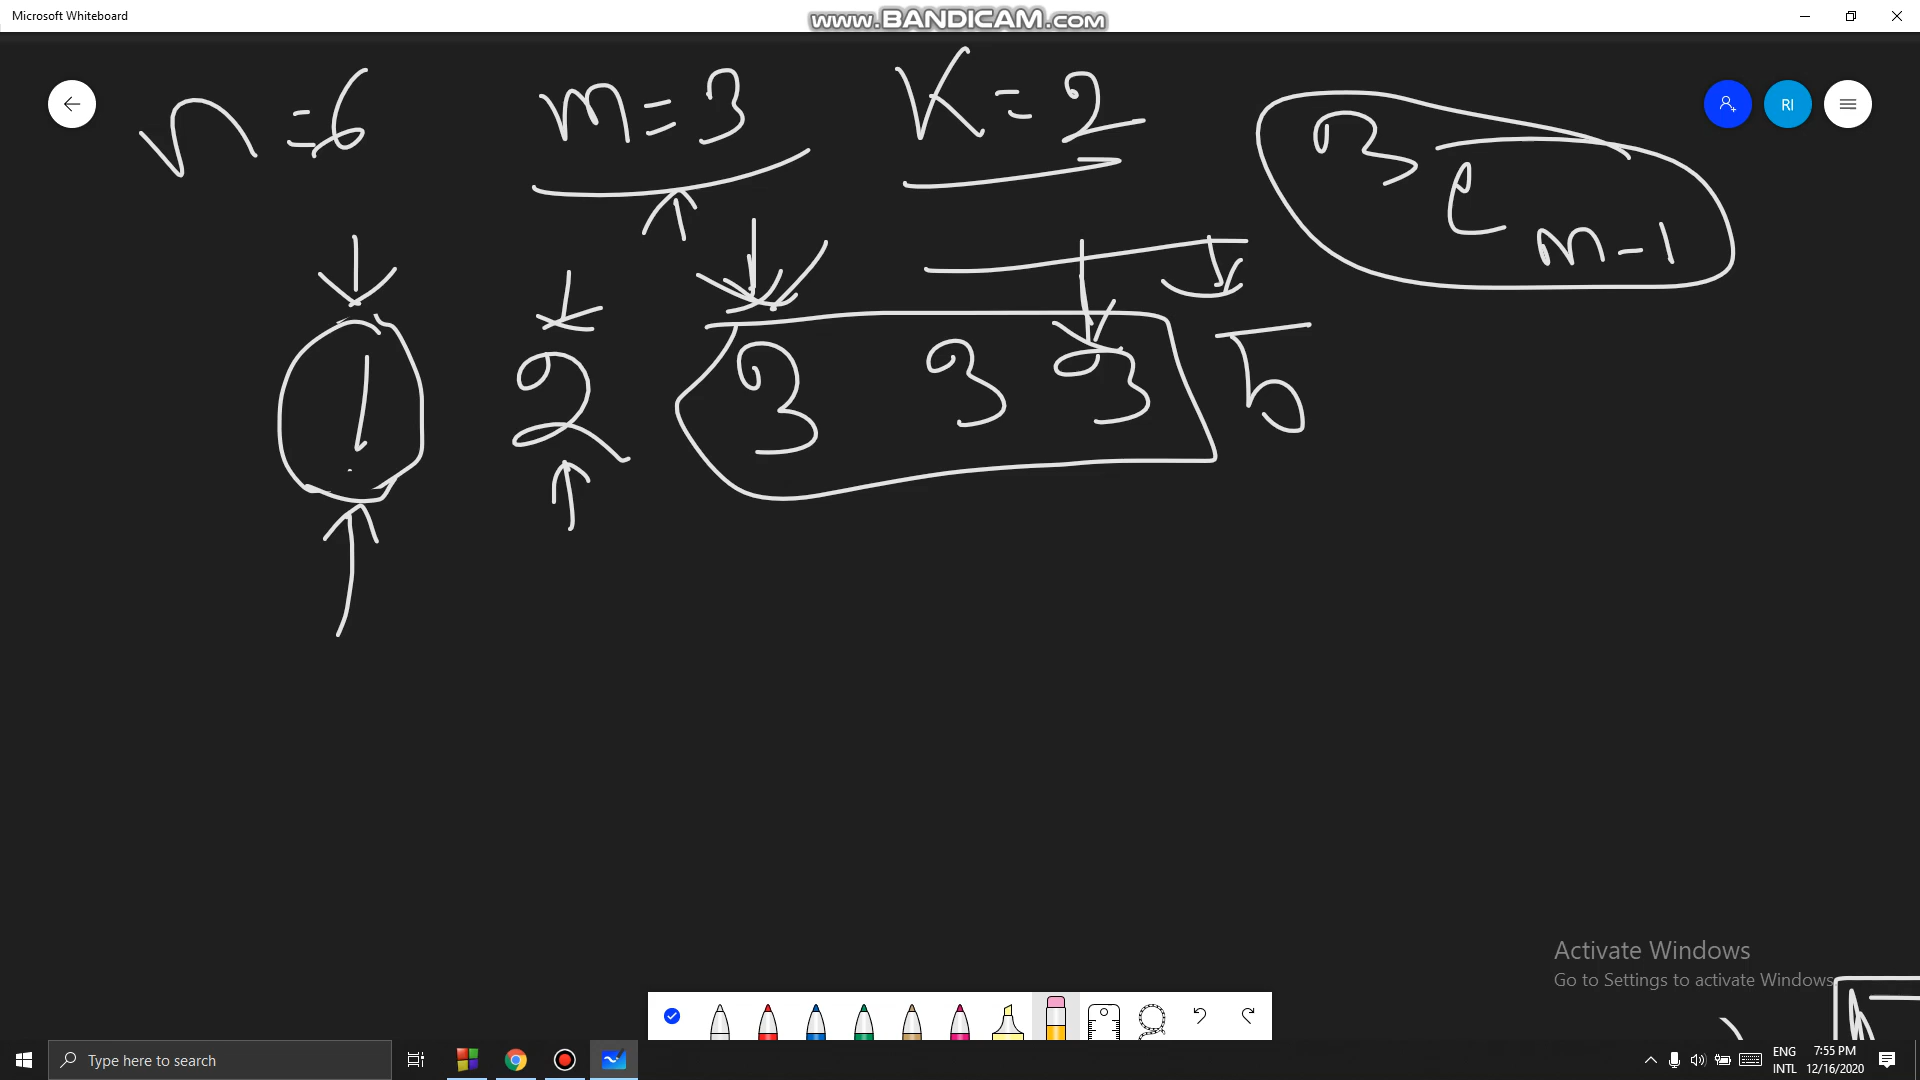 Microsoft Whiteboard
www.BANDICAM.com
n=6 m=3 K=2
RI
3 C m-1
1 2 3 3 3 5
Activate Windows
Go to Settings to activate Windows.
Type here to search
ENG 7:55 PM
INTL 12/16/2020